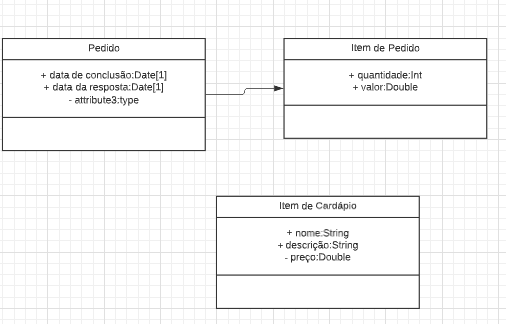 Pedido
+ data de conclusão:Date[1]
+ data da resposta:Date[1]
- attribute3:type
Item de Pedido
+ quantidade:Int
+ valor:Double
Item de Cardápio
+ nome:String
+ descrição:String
- preço:Double